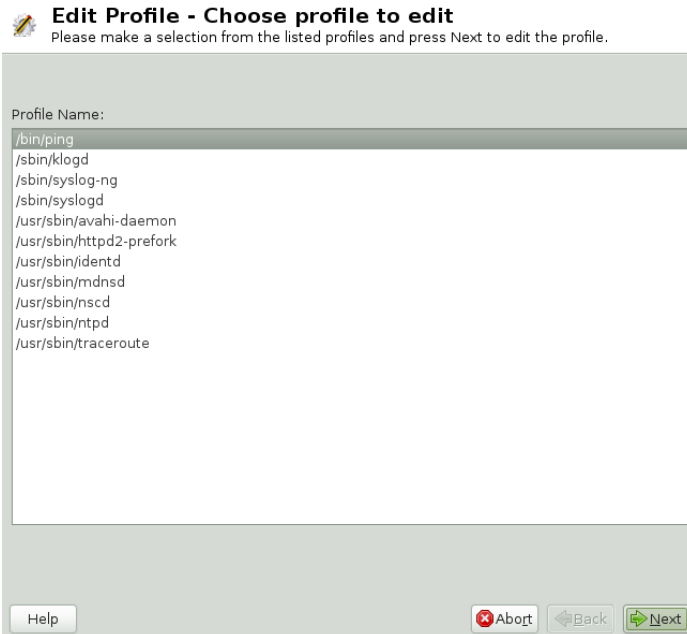 Edit Profile - Choose profile to edit
Please make a selection from the listed profiles and press Next to edit the profile.
Profile Name:
/bin/ping
/sbin/klogd
/sbin/syslog-ng
/sbin/syslogd
/usr/sbin/avahi-daemon
/usr/sbin/httpd2-prefork
/usr/sbin/identd
/usr/sbin/mdnsd
/usr/sbin/nscd
/usr/sbin/ntpd
/usr/sbin/traceroute
Help Abort Back Next